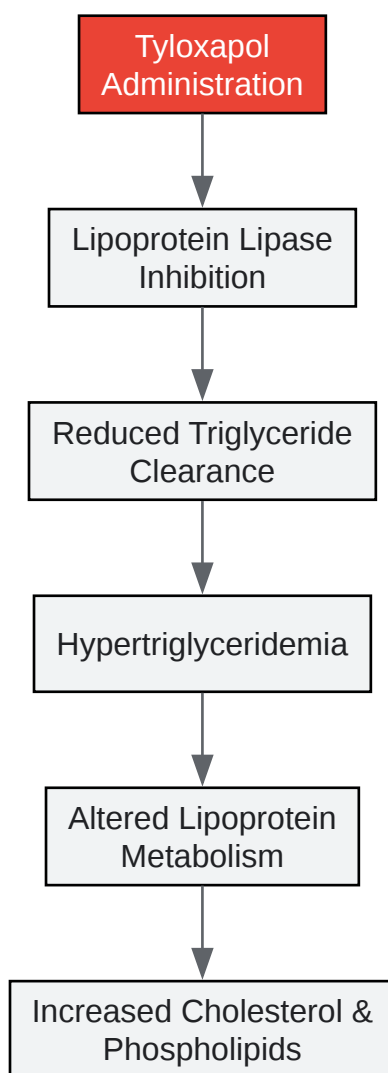 Tyloxapol
Administration
Lipoprotein Lipase
Inhibition
Reduced Triglyceride
Clearance
Hypertriglyceridemia
Altered Lipoprotein
Metabolism
Increased Cholesterol &
Phospholipids